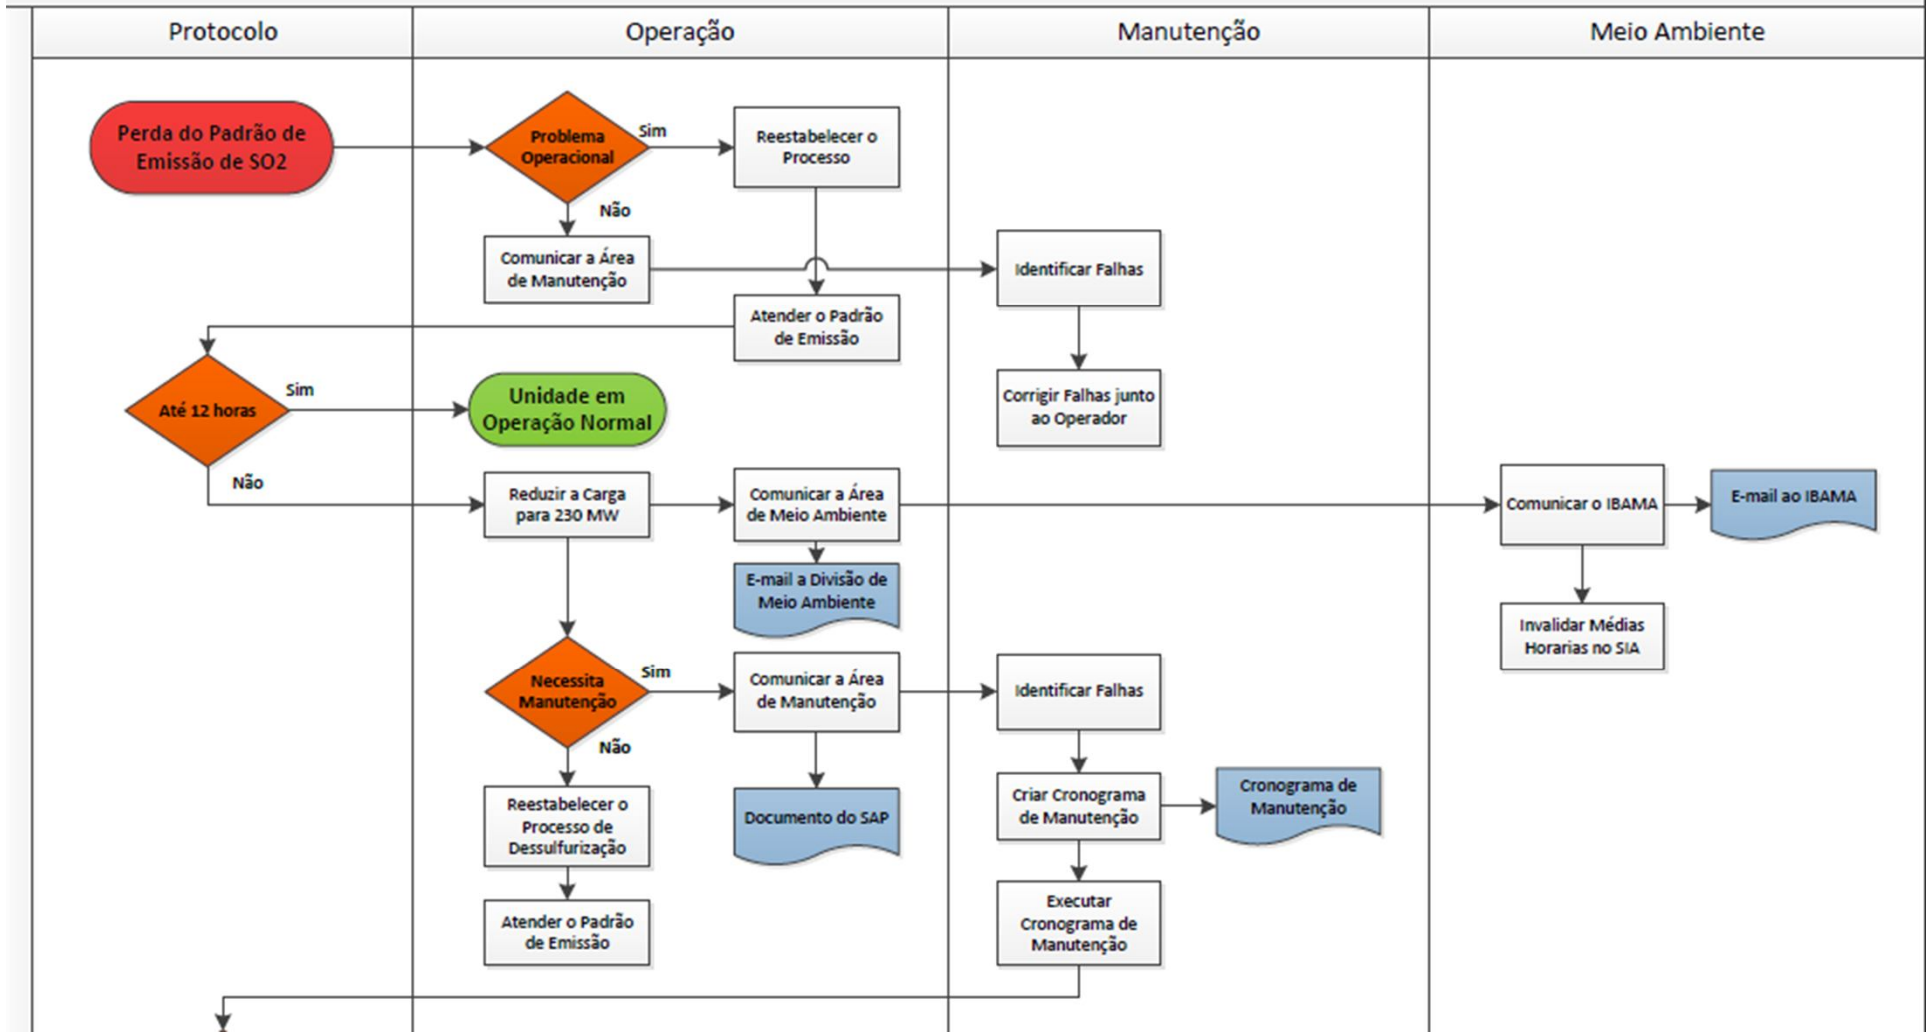 Protocolo
Operação
Manutenção
Meio Ambiente
Perda do Padrão de
Emissão de SO2
Problema
Operacional
Sim
Reestabelecer o
Processo
Não
Comunicar a Área
de Manutenção
Identificar Falhas
Atender o Padrão
de Emissão
Até 12 horas
Sim
Unidade em
Operação Normal
Corrigir Falhas junto
ao Operador
Não
Reduzir a Carga
para 230 MW
Comunicar a Área
de Meio Ambiente
Comunicar o IBAMA
E-mail ao IBAMA
E-mail a Divisão de
Meio Ambiente
Invalidar Médias
Horarias no SIA
Necessita
Manutenção
Sim
Comunicar a Área
de Manutenção
Identificar Falhas
Não
Reestabelecer o
Processo de
Dessulfurização
Documento do SAP
Criar Cronograma
de Manutenção
Cronograma de
Manutenção
Atender o Padrão
de Emissão
Executar
Cronograma de
Manutenção